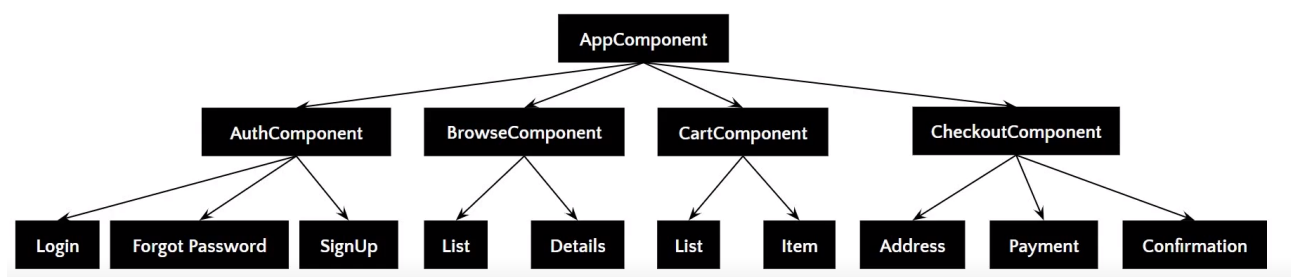 AppComponent
AuthComponent
BrowseComponent
CartComponent
CheckoutComponent
Login
Forgot Password
SignUp
List
Details
List
Item
Address
Payment
Confirmation